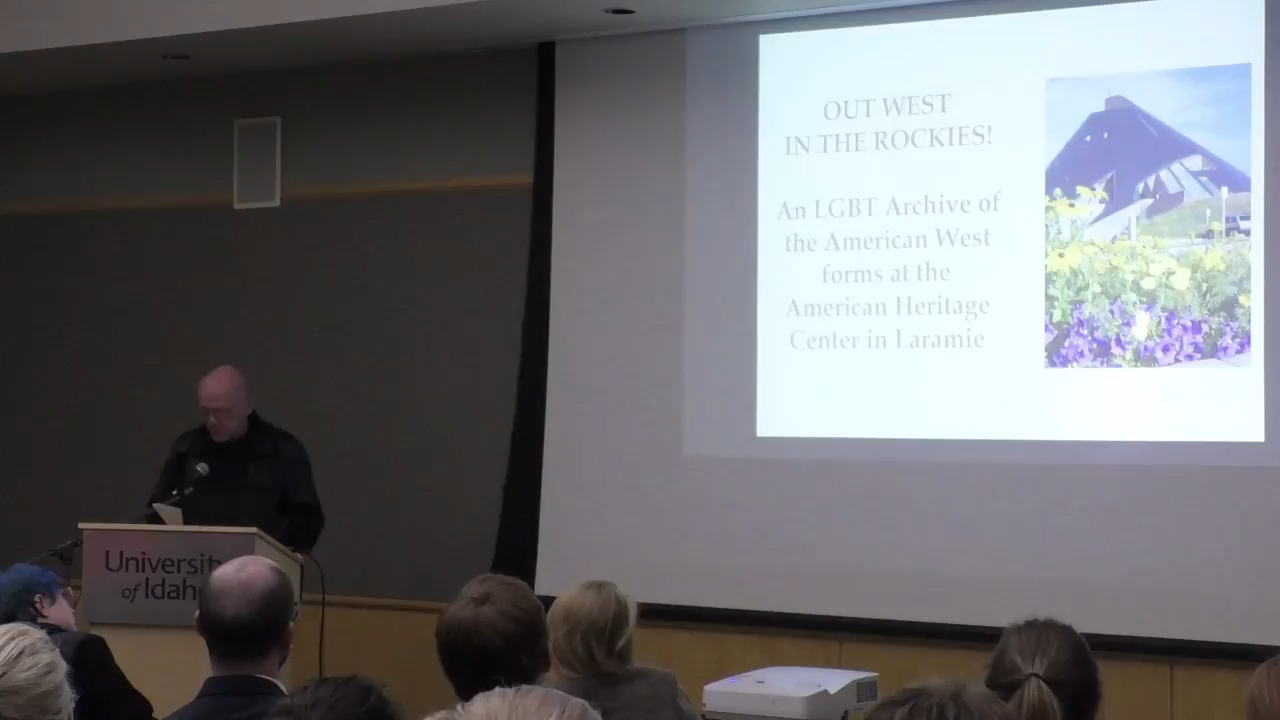 OUT WEST
IN THE ROCKIES!
An LGBT Archive of
the American West
forms at the
American Heritage
Center in Laramie
University
of Idah